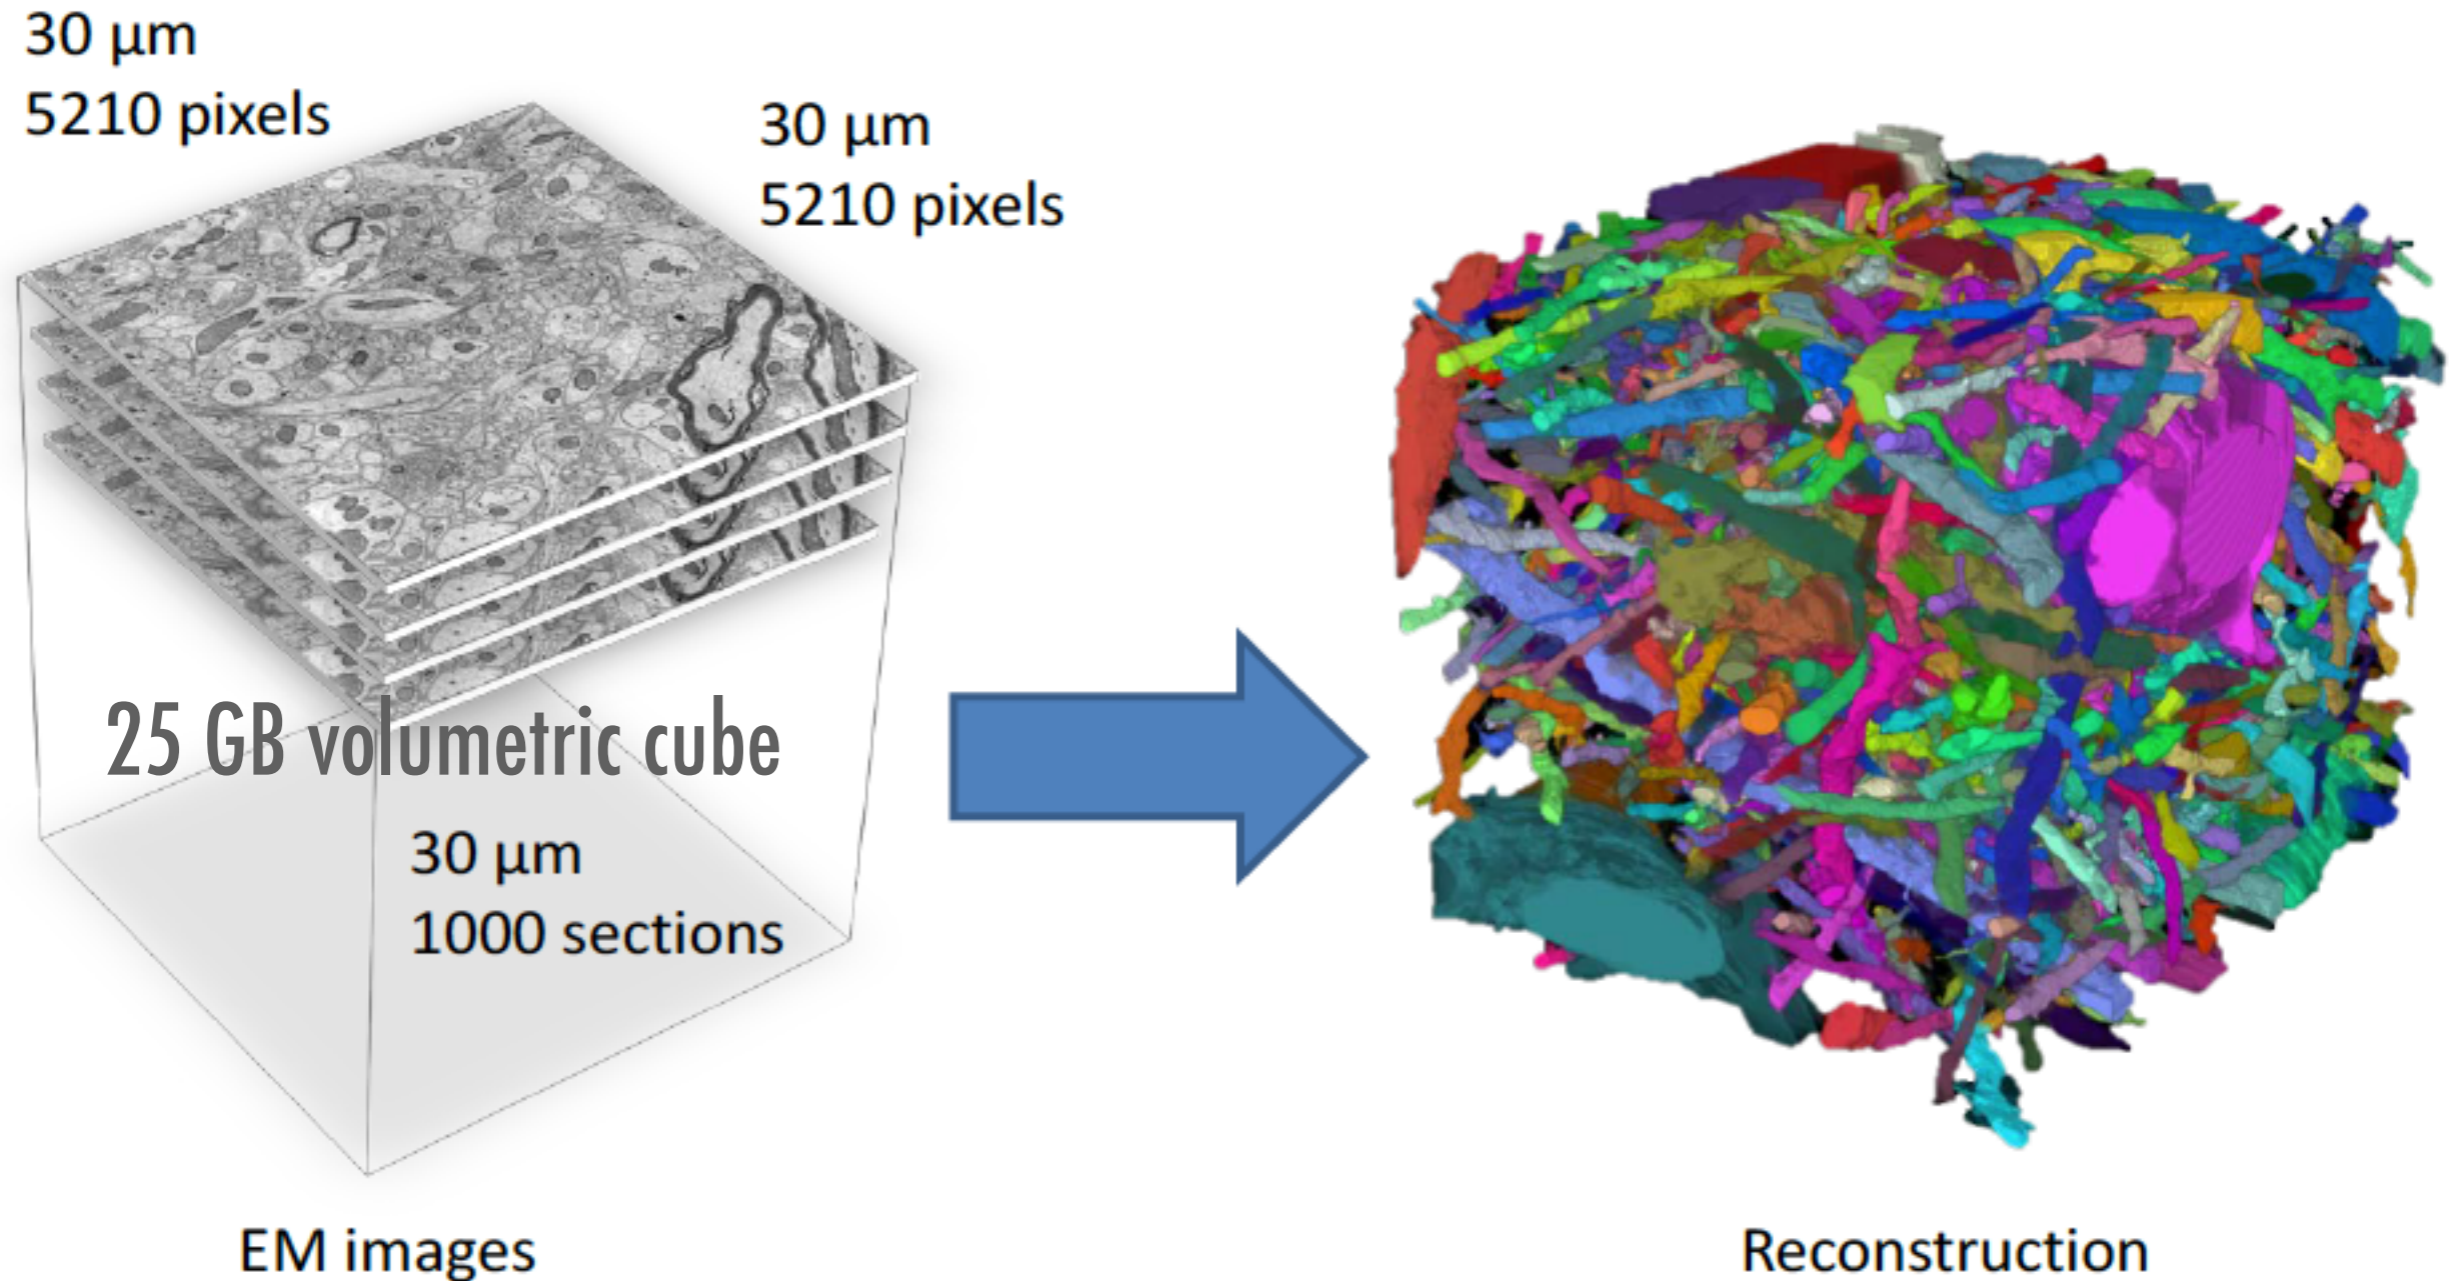 30 µm
5210 pixels
30 µm
5210 pixels
25 GB volumetric cube
30 µm
1000 sections
EM images
Reconstruction